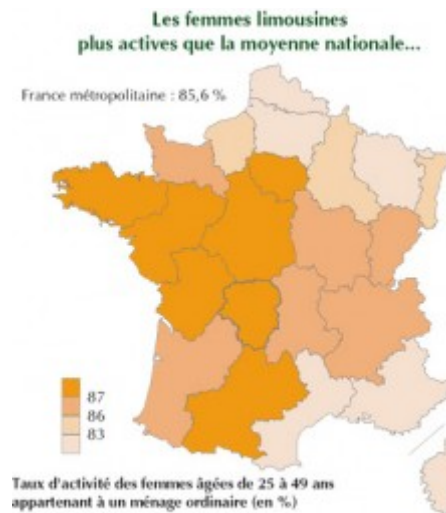 Les femmes limousines
plus actives que la moyenne nationale...
France métropolitaine : 85,6 %
87
86
83
Taux d'activité des femmes âgées de 25 à 49 ans
appartenant à un ménage ordinaire (en %)